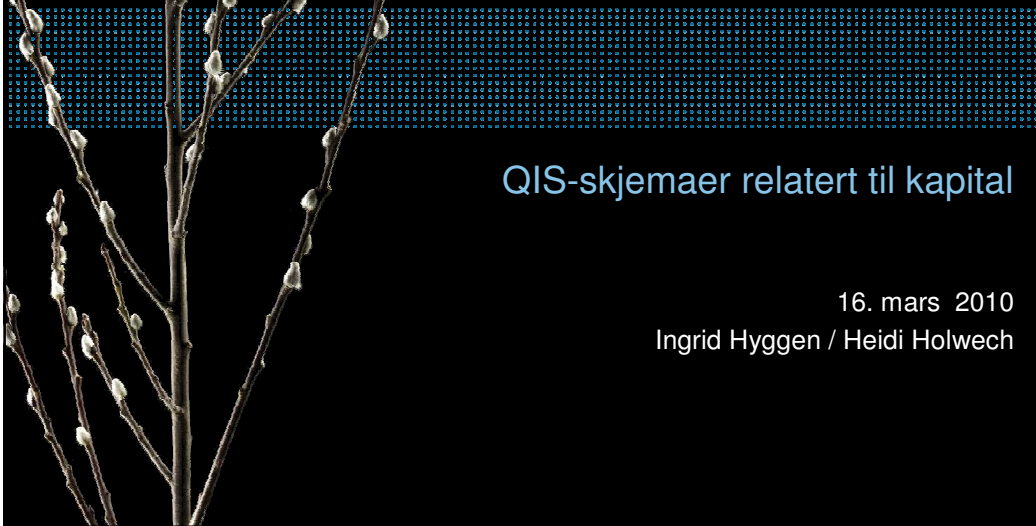 QIS-skjemaer relatert til kapital
16. mars 2010
Ingrid Hyggen / Heidi Holwech